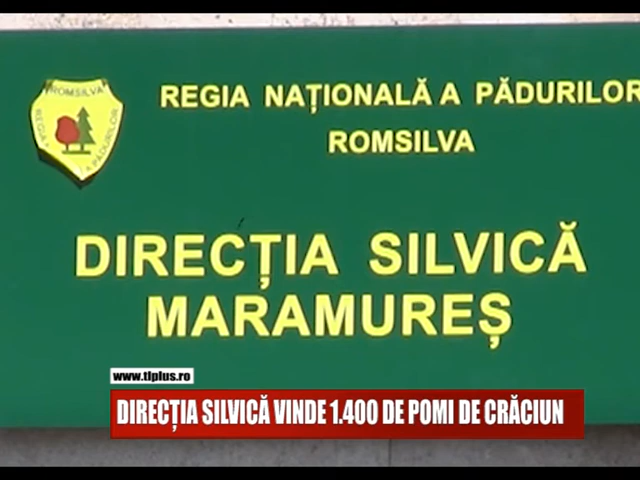 ROMSILVA
REGIA
A PĂDURILOR
REGIA NAȚIONALĂ A PĂDURILOR
ROMSILVA
DIRECȚIA SILVICĂ
MARAMUREȘ
www.tlplus.ro
DIRECȚIA SILVICĂ VINDE 1.400 DE POMI DE CRĂCIUN